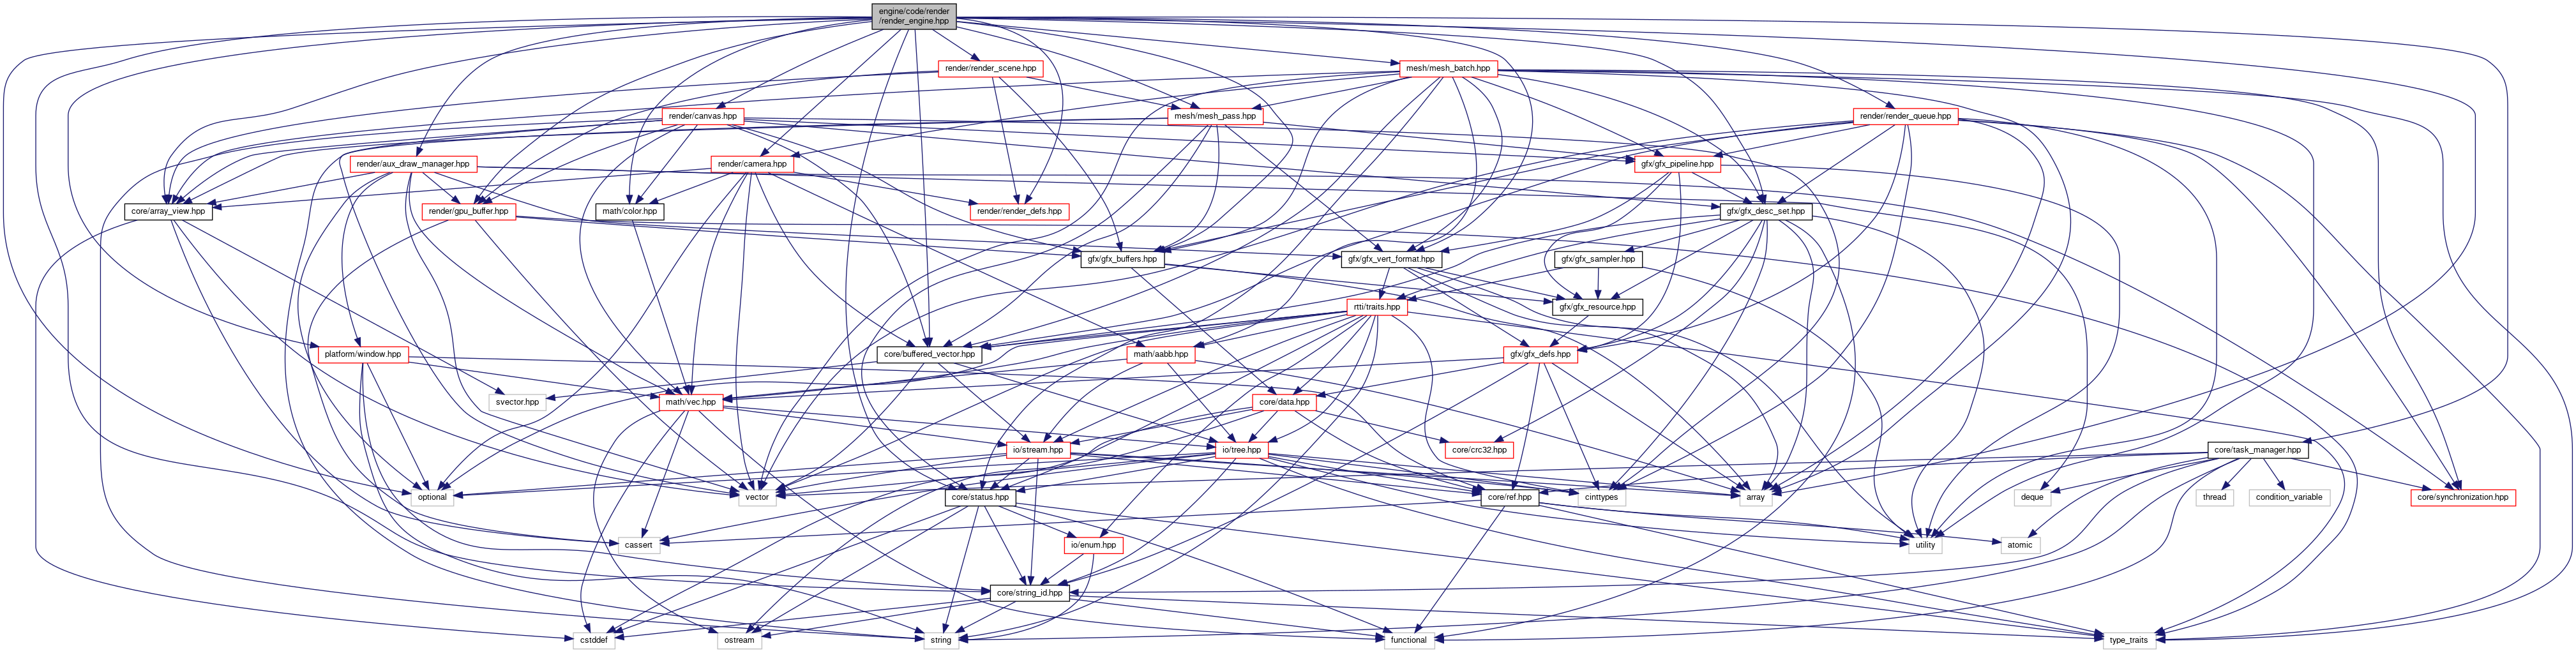 engine/code/render
/render_engine.hpp
render/render_scene.hpp
mesh/mesh_batch.hpp
render/canvas.hpp
mesh/mesh_pass.hpp
render/render_queue.hpp
render/aux_draw_manager.hpp
render/camera.hpp
gfx/gfx_pipeline.hpp
core/array_view.hpp
render/gpu_buffer.hpp
math/color.hpp
render/render_defs.hpp
gfx/gfx_desc_set.hpp
gfx/gfx_buffers.hpp
gfx/gfx_vert_format.hpp
gfx/gfx_sampler.hpp
rtti/traits.hpp
gfx/gfx_resource.hpp
platform/window.hpp
core/buffered_vector.hpp
math/aabb.hpp
gfx/gfx_defs.hpp
svector.hpp
math/vec.hpp
core/data.hpp
io/stream.hpp
io/tree.hpp
core/crc32.hpp
core/task_manager.hpp
optional
vector
core/status.hpp
core/ref.hpp
cinttypes
array
deque
thread
condition_variable
core/synchronization.hpp
cassert
io/enum.hpp
utility
atomic
core/string_id.hpp
cstddef
ostream
string
functional
type_traits